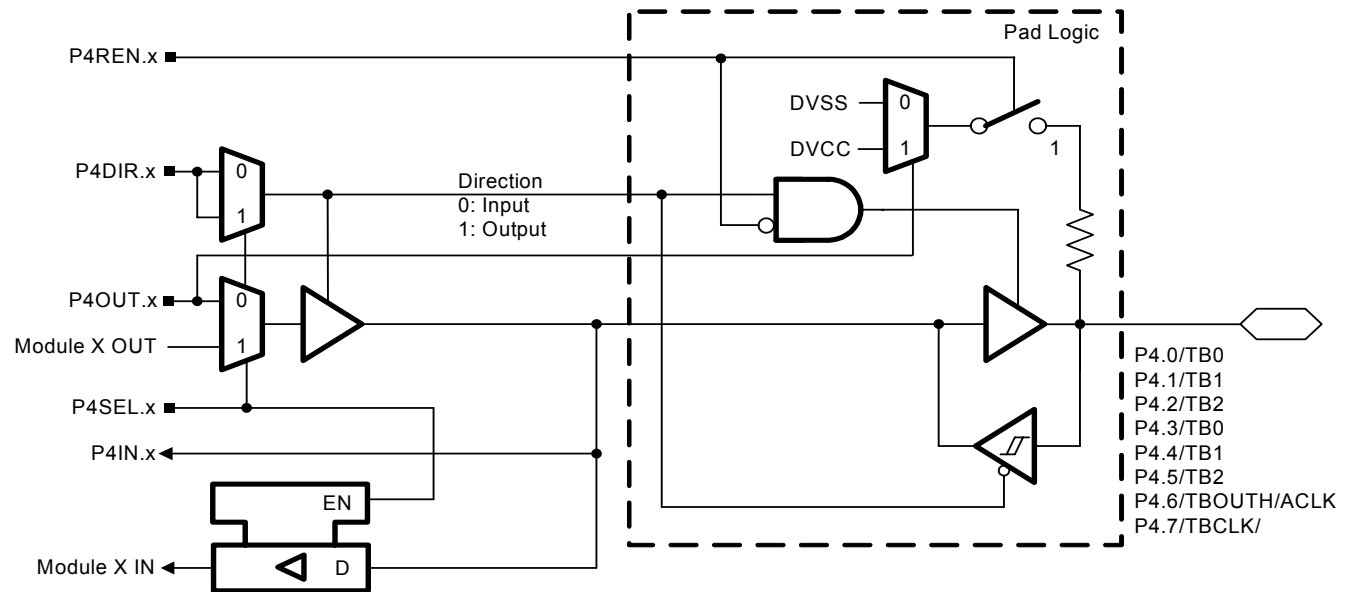 Pad Logic
P4REN.x
DVSS
0
DVCC
1
1
P4DIR.x
0
1
Direction
0: Input
1: Output
P4OUT.x
0
Module X OUT
1
P4SEL.x
P4IN.x
EN
Module X IN
D
P4.0/TB0
P4.1/TB1
P4.2/TB2
P4.3/TB0
P4.4/TB1
P4.5/TB2
P4.6/TBOUTH/ACLK
P4.7/TBCLK/